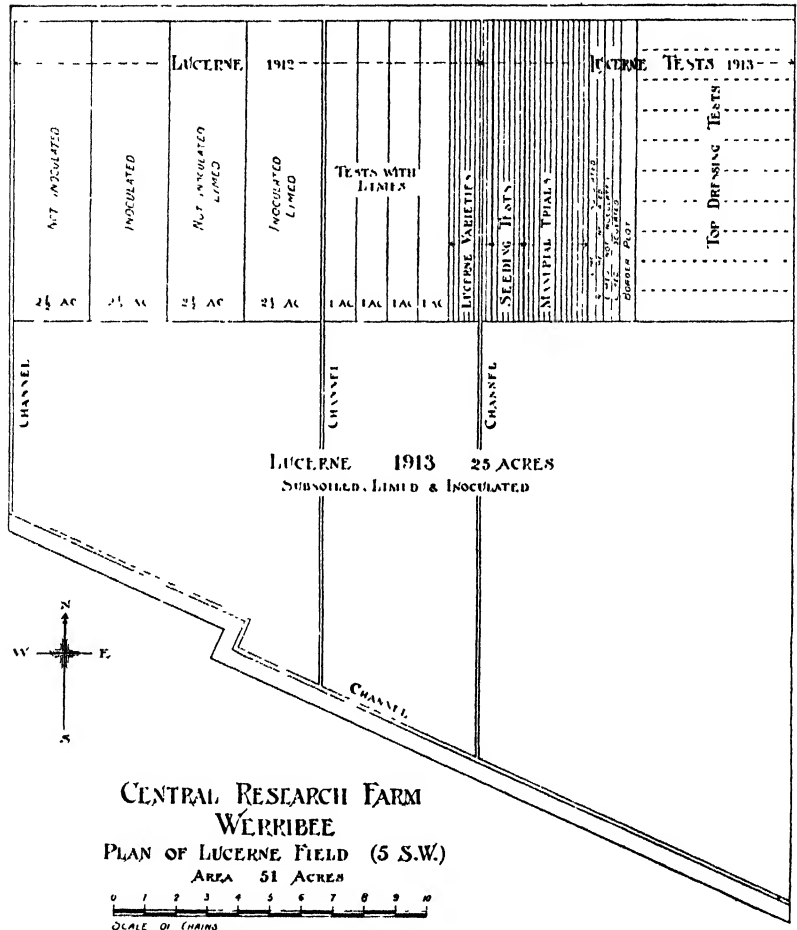 LUCERNE 1912
LUCERNE TESTS 1913
NOT INOCULATED
INOCULATED
NOT INOCULATED
LIMED
INOCULATED
LIMED
TESTS WITH
LIMES
LUCERNE VARIETIES
SEEDING TESTS
MANURIAL TRIALS
BORDER PLOT
TOP DRESSING TESTS
2½ AC
2½ AC
2½ AC
2½ AC
1 AC
1 AC
1 AC
1 AC
CHANNEL
CHANNEL
CHANNEL
LUCERNE 1913 25 ACRES
SUBSOILED, LIMED & INOCULATED
N
W E
S
CHANNEL
CENTRAL RESEARCH FARM
WERRIBEE
PLAN OF LUCERNE FIELD (5 S.W.)
AREA 51 ACRES
0 1 2 3 4 5 6 7 8 9 10
SCALE OF CHAINS